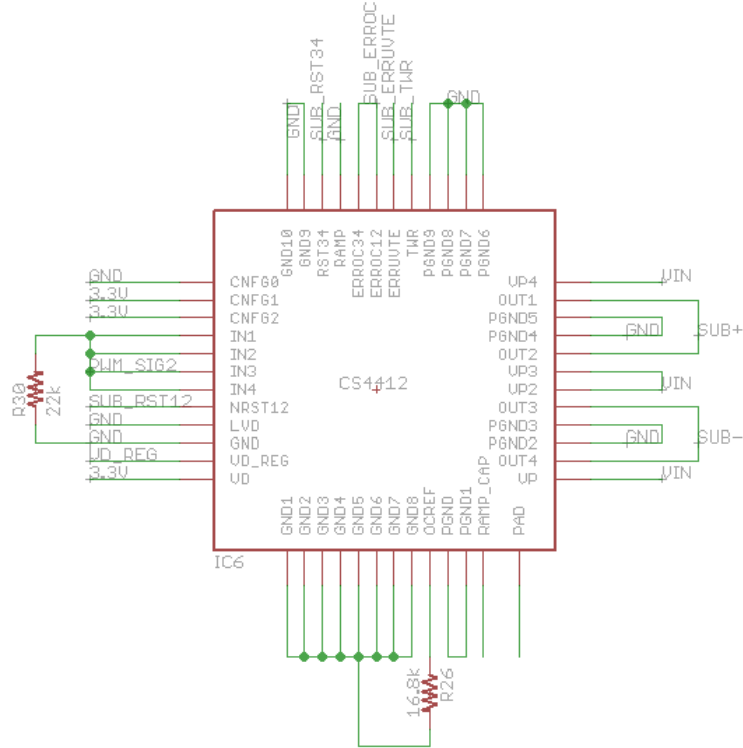 SUB_RST34
SUB_ERROC
SUB_ERRUVTE
SUB_TWR
GND
GND
GND
GND10
GND9
RST34
RAMP
ERROC34
ERROC12
ERRUVTE
TWR
PGND9
PGND8
PGND7
PGND6
GND
CNFG0
3.3V
CNFG1
3.3V
CNFG2
IN1
IN2
PWM_SIG2
IN3
IN4
SUB_RST12
NRST12
GND
LVD
GND
GND
VD_REG
VD_REG
3.3V
VD
R30
22k
CS4412
VP4
VIN
OUT1
PGND5
PGND4
GND
SUB+
OUT2
VP3
VP2
VIN
OUT3
PGND3
PGND2
GND
SUB-
OUT4
VP
VIN
GND1
GND2
GND3
GND4
GND5
GND6
GND7
GND8
OCREF
PGND
PGND1
RAMP_CAP
PAD
IC6
16.8k
R26